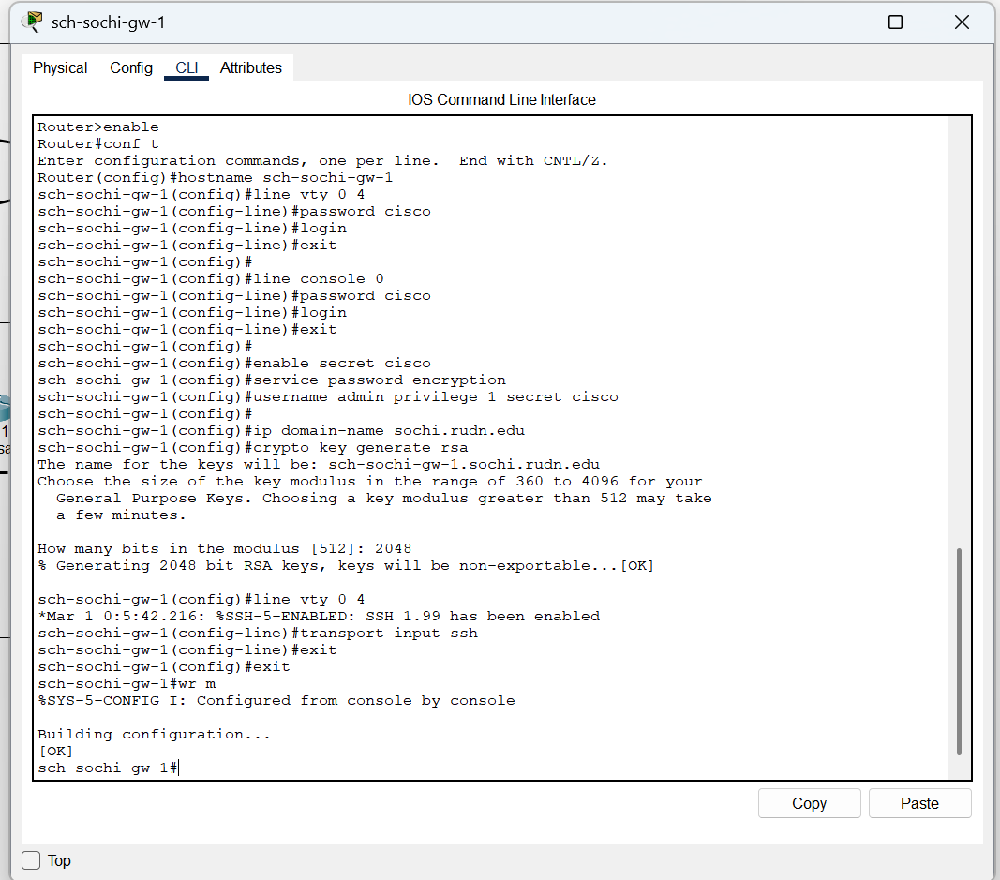 sch-sochi-gw-1
Physical Config CLI Attributes
IOS Command Line Interface
Router>enable
Router#conf t
Enter configuration commands, one per line.  End with CNTL/Z.
Router(config)#hostname sch-sochi-gw-1
sch-sochi-gw-1(config)#line vty 0 4
sch-sochi-gw-1(config-line)#password cisco
sch-sochi-gw-1(config-line)#login
sch-sochi-gw-1(config-line)#exit
sch-sochi-gw-1(config)#
sch-sochi-gw-1(config)#line console 0
sch-sochi-gw-1(config-line)#password cisco
sch-sochi-gw-1(config-line)#login
sch-sochi-gw-1(config-line)#exit
sch-sochi-gw-1(config)#
sch-sochi-gw-1(config)#enable secret cisco
sch-sochi-gw-1(config)#service password-encryption
sch-sochi-gw-1(config)#username admin privilege 1 secret cisco
sch-sochi-gw-1(config)#
sch-sochi-gw-1(config)#ip domain-name sochi.rudn.edu
sch-sochi-gw-1(config)#crypto key generate rsa
The name for the keys will be: sch-sochi-gw-1.sochi.rudn.edu
Choose the size of the key modulus in the range of 360 to 4096 for your
  General Purpose Keys. Choosing a key modulus greater than 512 may take
  a few minutes.

How many bits in the modulus [512]: 2048
% Generating 2048 bit RSA keys, keys will be non-exportable...[OK]

sch-sochi-gw-1(config)#line vty 0 4
*Mar 1 0:5:42.216: %SSH-5-ENABLED: SSH 1.99 has been enabled
sch-sochi-gw-1(config-line)#transport input ssh
sch-sochi-gw-1(config-line)#exit
sch-sochi-gw-1(config)#exit
sch-sochi-gw-1#wr m
%SYS-5-CONFIG_I: Configured from console by console

Building configuration...
[OK]
sch-sochi-gw-1#
Copy Paste
Top